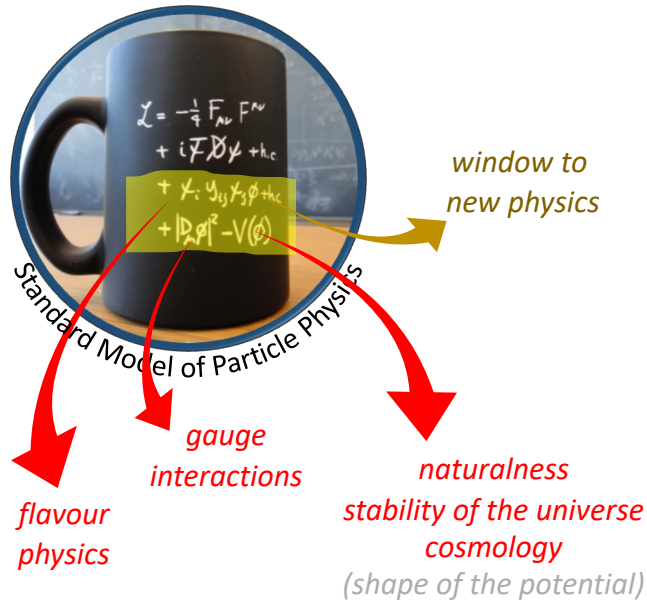 ℒ = -¼ F_μν F^μν
+ i ψ̄ D̸ ψ + h.c.
+ ψ_i y_ij ψ_j φ + h.c.
+ |D_μ φ|² - V(φ)
Standard Model of Particle Physics
window to
new physics
gauge
interactions
flavour
physics
naturalness
stability of the universe
cosmology
(shape of the potential)